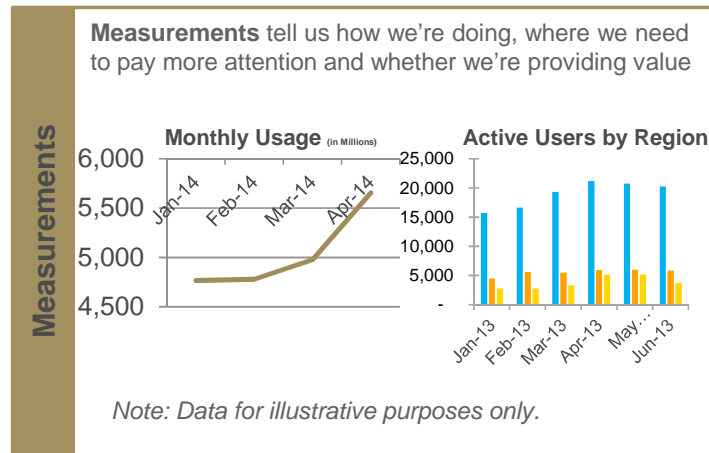 Measurements
Measurements tell us how we're doing, where we need
to pay more attention and whether we're providing value
Monthly Usage (in Millions)
6,000
5,500
5,000
4,500
Jan-14
Feb-14
Mar-14
Apr-14
Active Users by Region
25,000
20,000
15,000
10,000
5,000
-
Jan-13
Feb-13
Mar-13
Apr-13
May...
Jun-13
Note: Data for illustrative purposes only.